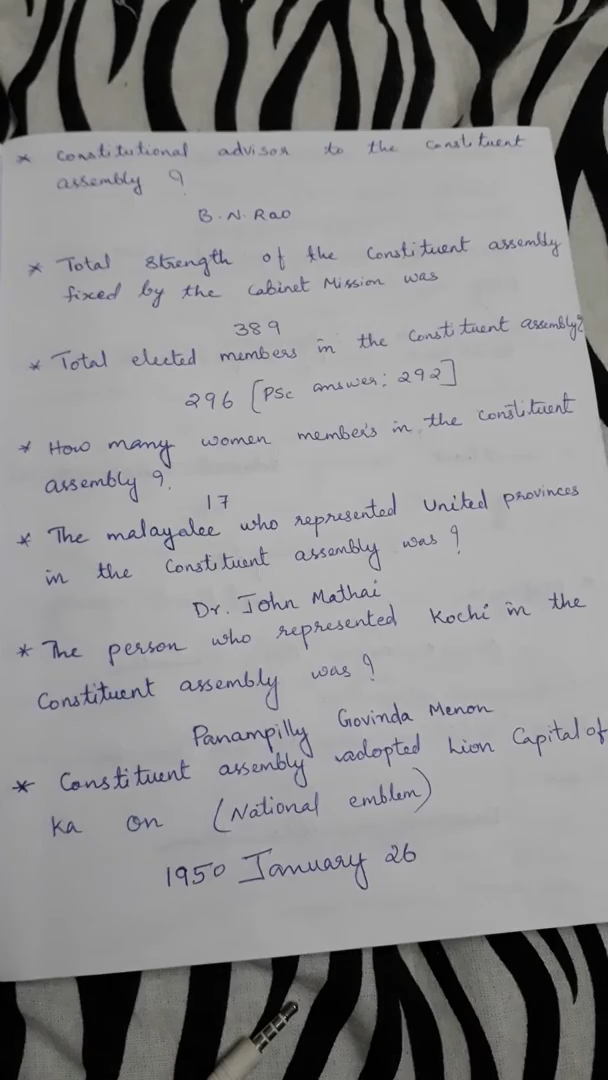 * Constitutional advisor to the Constituent
assembly ?
B.N. Rao
* Total Strength of the Constituent assembly
fixed by the Cabinet Mission was
389
* Total elected members in the Constituent assembly?
296 [PSC answer: 292]
* How many women members in the constituent
assembly ?
17
* The malayalee who represented United provinces
in the Constituent assembly was ?
Dr. John Mathai
* The person who represented Kochi in the
Constituent assembly was ?
Panampilly Govinda Menon
* Constituent assembly adopted Lion Capital of
ka on (National emblem)
1950 January 26